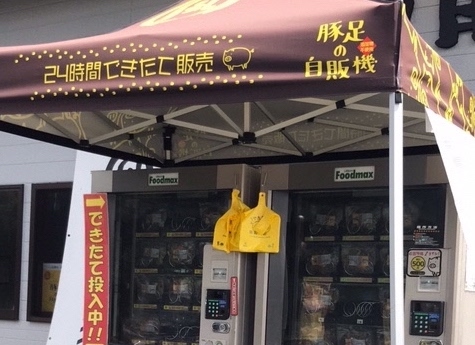 24時間できたて販売
豚足
の
自販機
Foodmax
Foodmax
できたて投入中!!
500